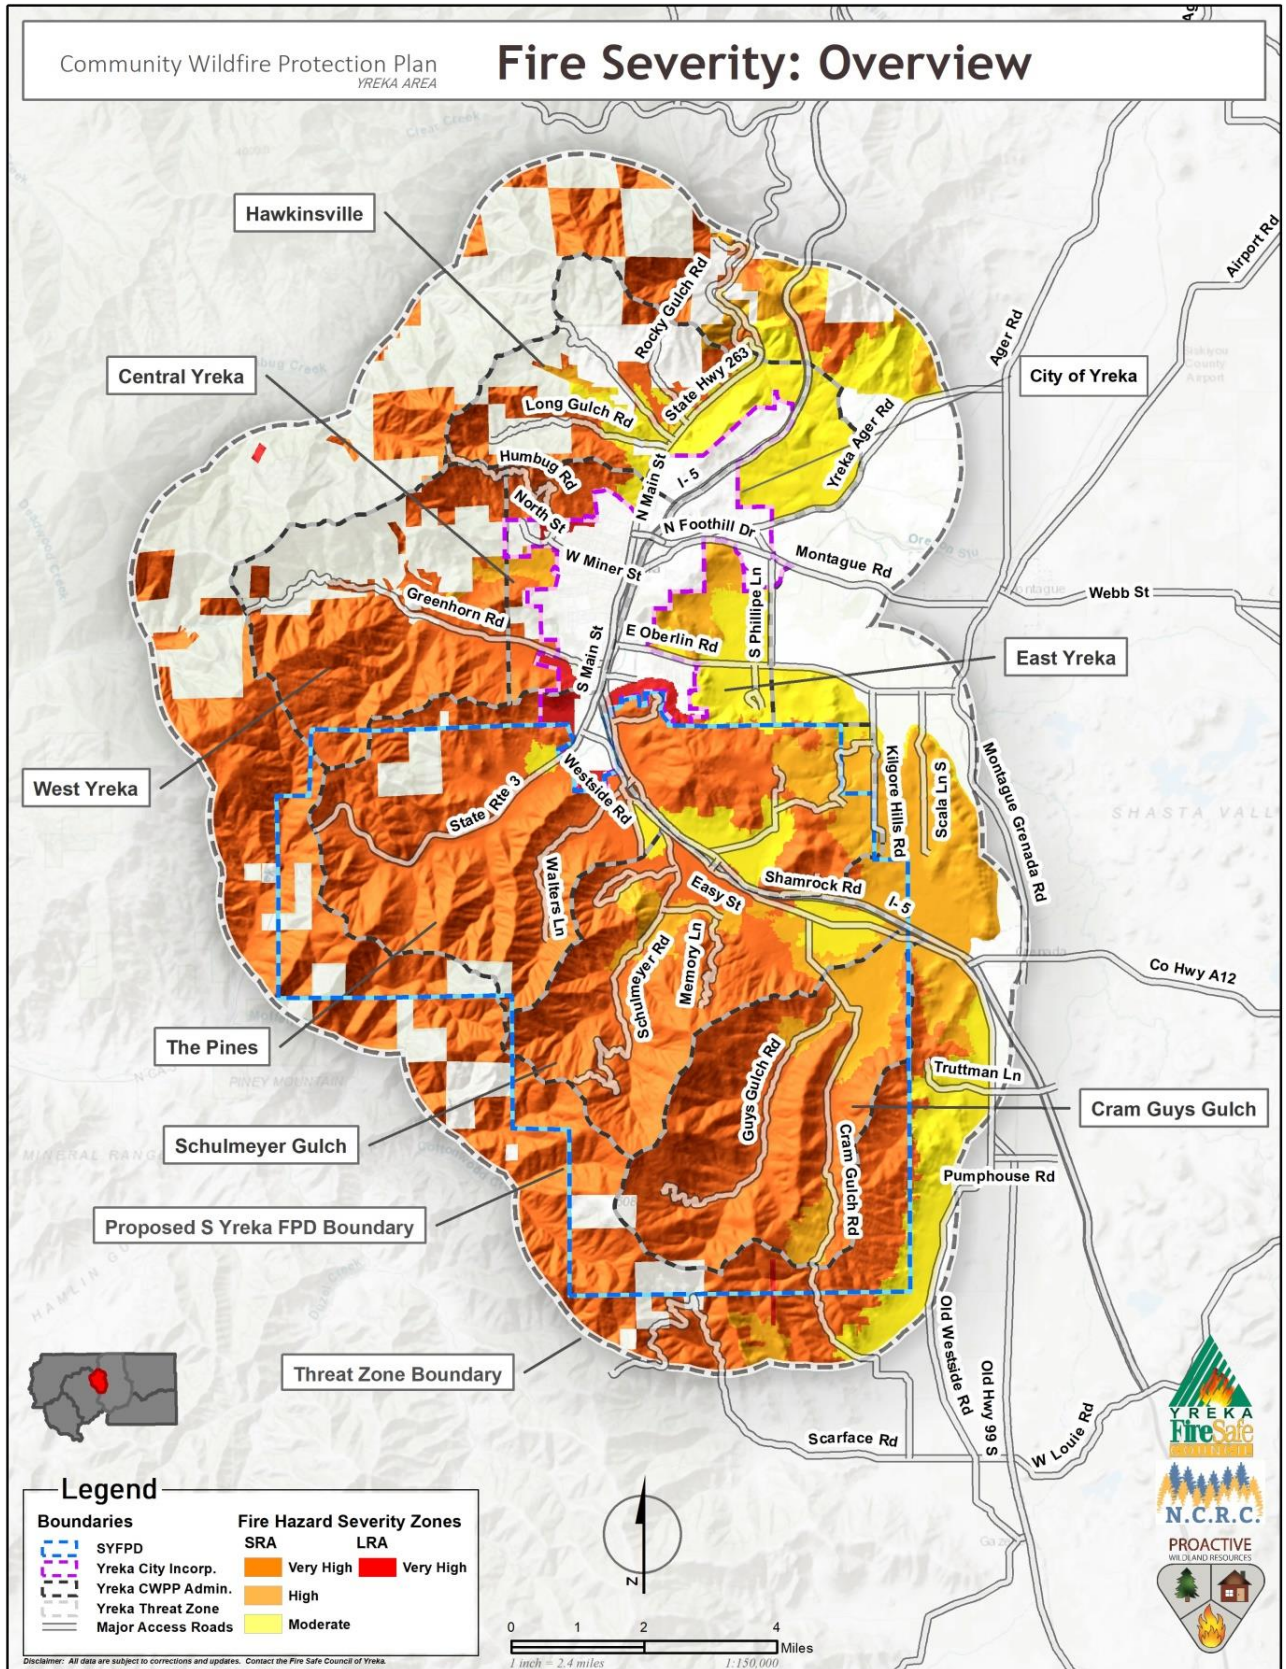 Community Wildfire Protection Plan
YREKA AREA
Fire Severity: Overview
Hawkinsville
Airport Rd
Rocky Gulch Rd
Ager Rd
Central Yreka
State Hwy 263
City of Yreka
Siskiyou
County
Airport
Long Gulch Rd
Yreka Ager Rd
Humbug Rd
N Main St
I-5
North St
N Foothill Dr
W Miner St
Montague Rd
S Phillipe Ln
Webb St
Greenhorn Rd
E Oberlin Rd
S Main St
East Yreka
West Yreka
State Rte 3
Westside Rd
Kilgore Hills Rd
Scala Ln S
Montague Grenada Rd
SHASTA VALL
Walters Ln
Easy St
Shamrock Rd
I-5
Schulmeyer Rd
Memory Ln
Co Hwy A12
The Pines
PINEY MOUNTAIN
Guys Gulch Rd
Truttman Ln
Cram Guys Gulch
Schulmeyer Gulch
Cram Gulch Rd
MINERAL RANG
Pumphouse Rd
Proposed S Yreka FPD Boundary
Threat Zone Boundary
Old Westside Rd
Old Hwy 99 S
Scarface Rd
W Louie Rd
YREKA
FireSafe
COUNCIL
N.C.R.C.
PROACTIVE
WILDLAND RESOURCES
Legend
Boundaries
SYFPD
Yreka City Incorp.
Yreka CWPP Admin.
Yreka Threat Zone
Major Access Roads
Fire Hazard Severity Zones
SRA
LRA
Very High
Very High
High
Moderate
Z
0 1 2 4
Miles
1 inch = 2.4 miles
1:150,000
Disclaimer: All data are subject to corrections and updates. Contact the Fire Safe Council of Yreka.